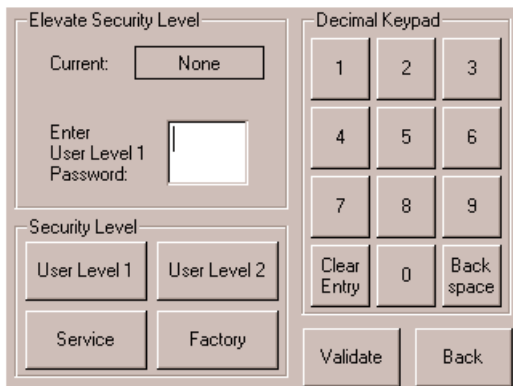 Elevate Security Level
Current: None
Enter
User Level 1
Password:
Security Level
User Level 1 User Level 2
Service Factory
Decimal Keypad
1 2 3
4 5 6
7 8 9
Clear
Entry
0
Back
space
Validate Back